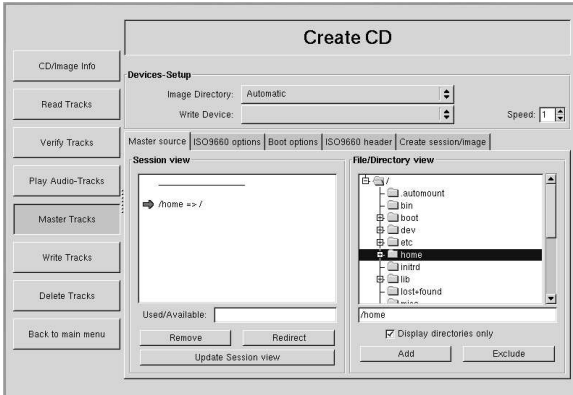 Create CD
CD/Image Info
Read Tracks
Verify Tracks
Play Audio-Tracks
Master Tracks
Write Tracks
Delete Tracks
Back to main menu
Devices-Setup
Image Directory: Automatic
Write Device:
Speed: 1
Master source ISO9660 options Boot options ISO9660 header Create session/image
Session view
/home => /
Used/Available:
Remove Redirect
Update Session view
File/Directory view
/
.automount
bin
boot
dev
etc
home
initrd
lib
lost+found
/home
Display directories only
Add Exclude